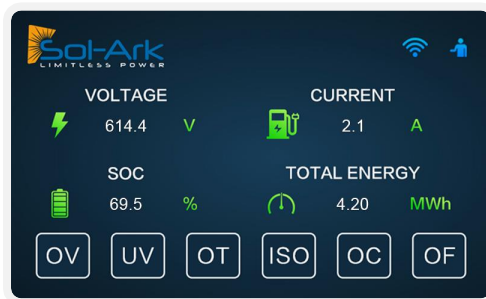 Sol-Ark
LIMITLESS POWER
VOLTAGE CURRENT
614.4 V 2.1 A
SOC TOTAL ENERGY
69.5 % 4.20 MWh
OV UV OT ISO OC OF